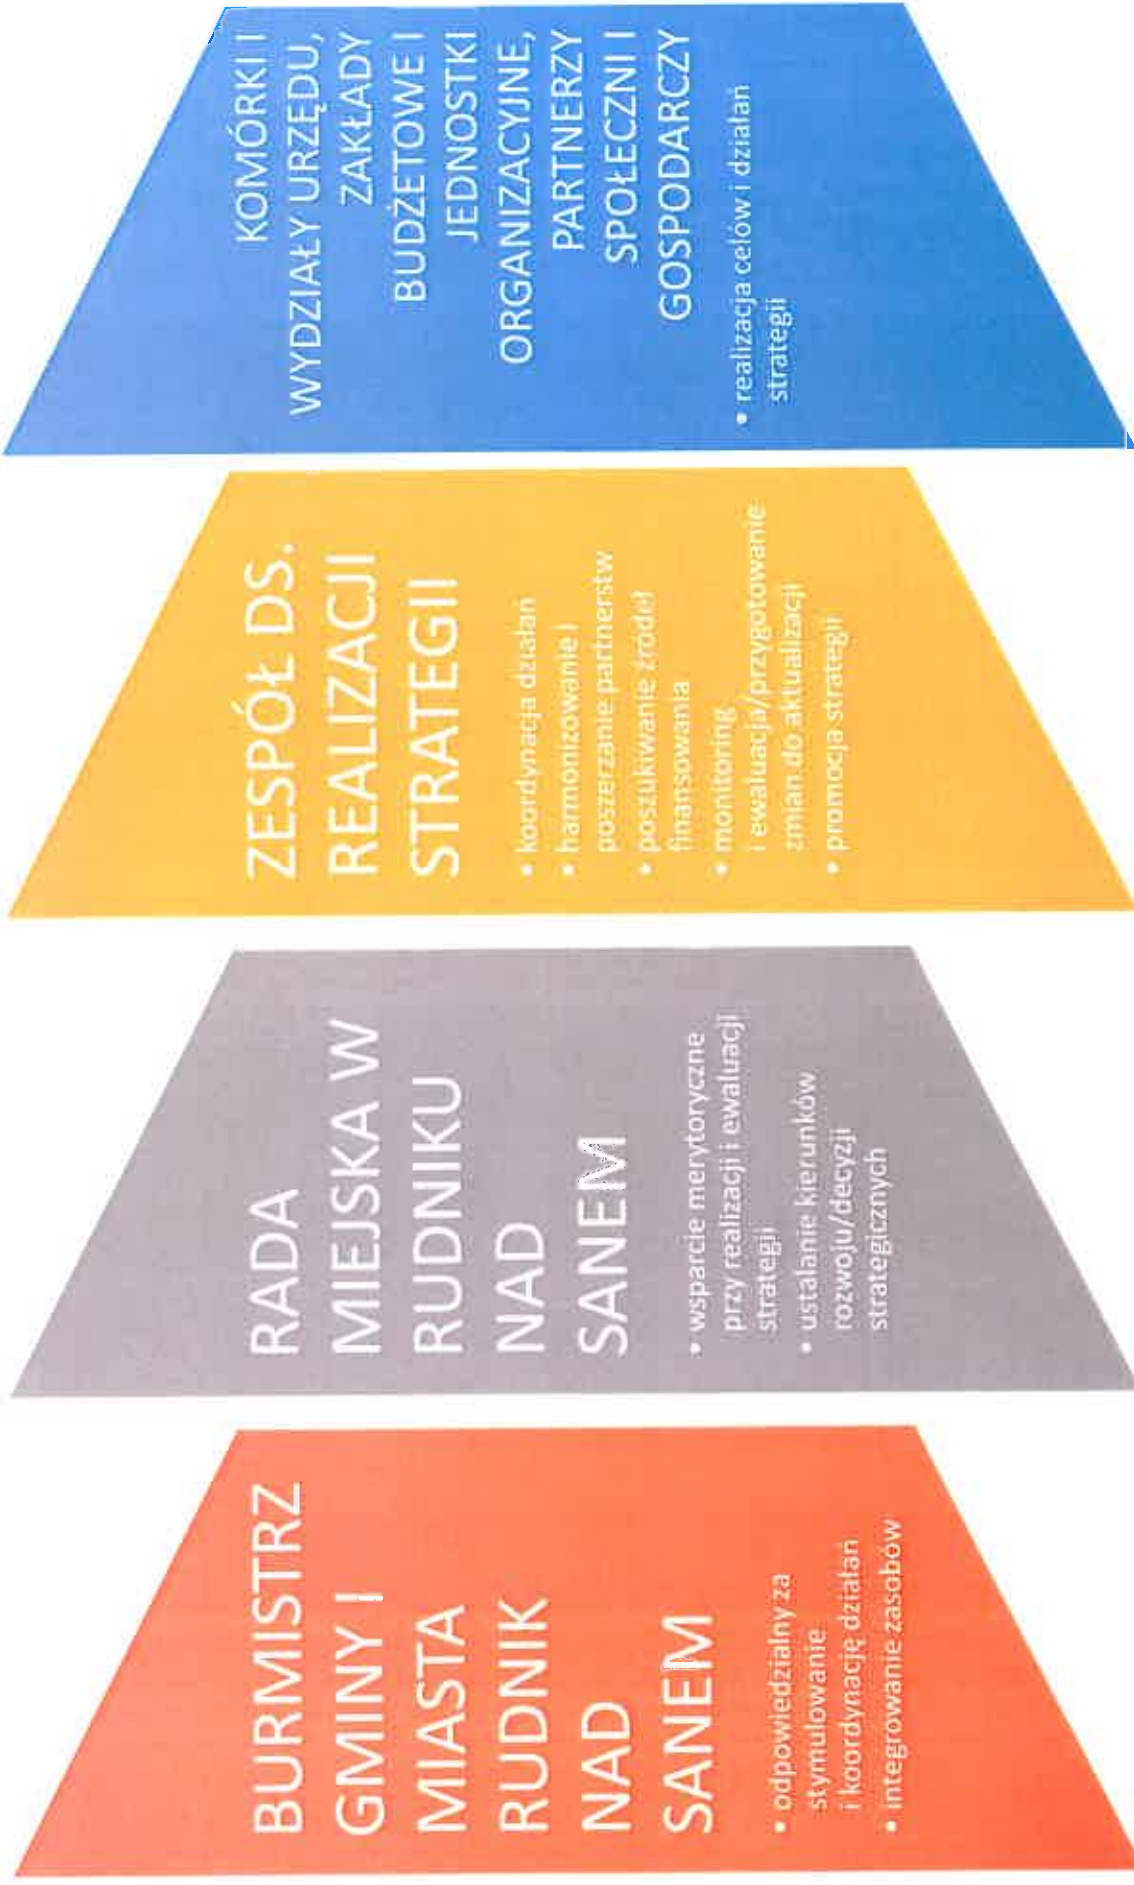 BURMISTRZ
GMINY I
MIASTA
RUDNIK
NAD
SANEM
• odpowiedzialny za
stymulowanie
i koordynację działań
• integrowanie zasobów
RADA
MIEJSKA W
RUDNIKU
NAD
SANEM
• wsparcie merytoryczne
przy realizacji i ewaluacji
strategii
• ustalanie kierunków
rozwoju/decyzji
strategicznych
ZESPÓŁ DS.
REALIZACJI
STRATEGII
• koordynacja działań
• harmonizowanie i
poszerzanie partnerstw
• poszukiwanie źródeł
finansowania
• monitoring
i ewaluacja/przygotowanie
zmian do aktualizacji
• promocja strategii
KOMÓRKI I
WYDZIAŁY URZĘDU,
ZAKŁADY
BUDŻETOWE I
JEDNOSTKI
ORGANIZACYJNE,
PARTNERZY
SPOŁECZNI I
GOSPODARCZY
• realizacja celów i działań
strategii